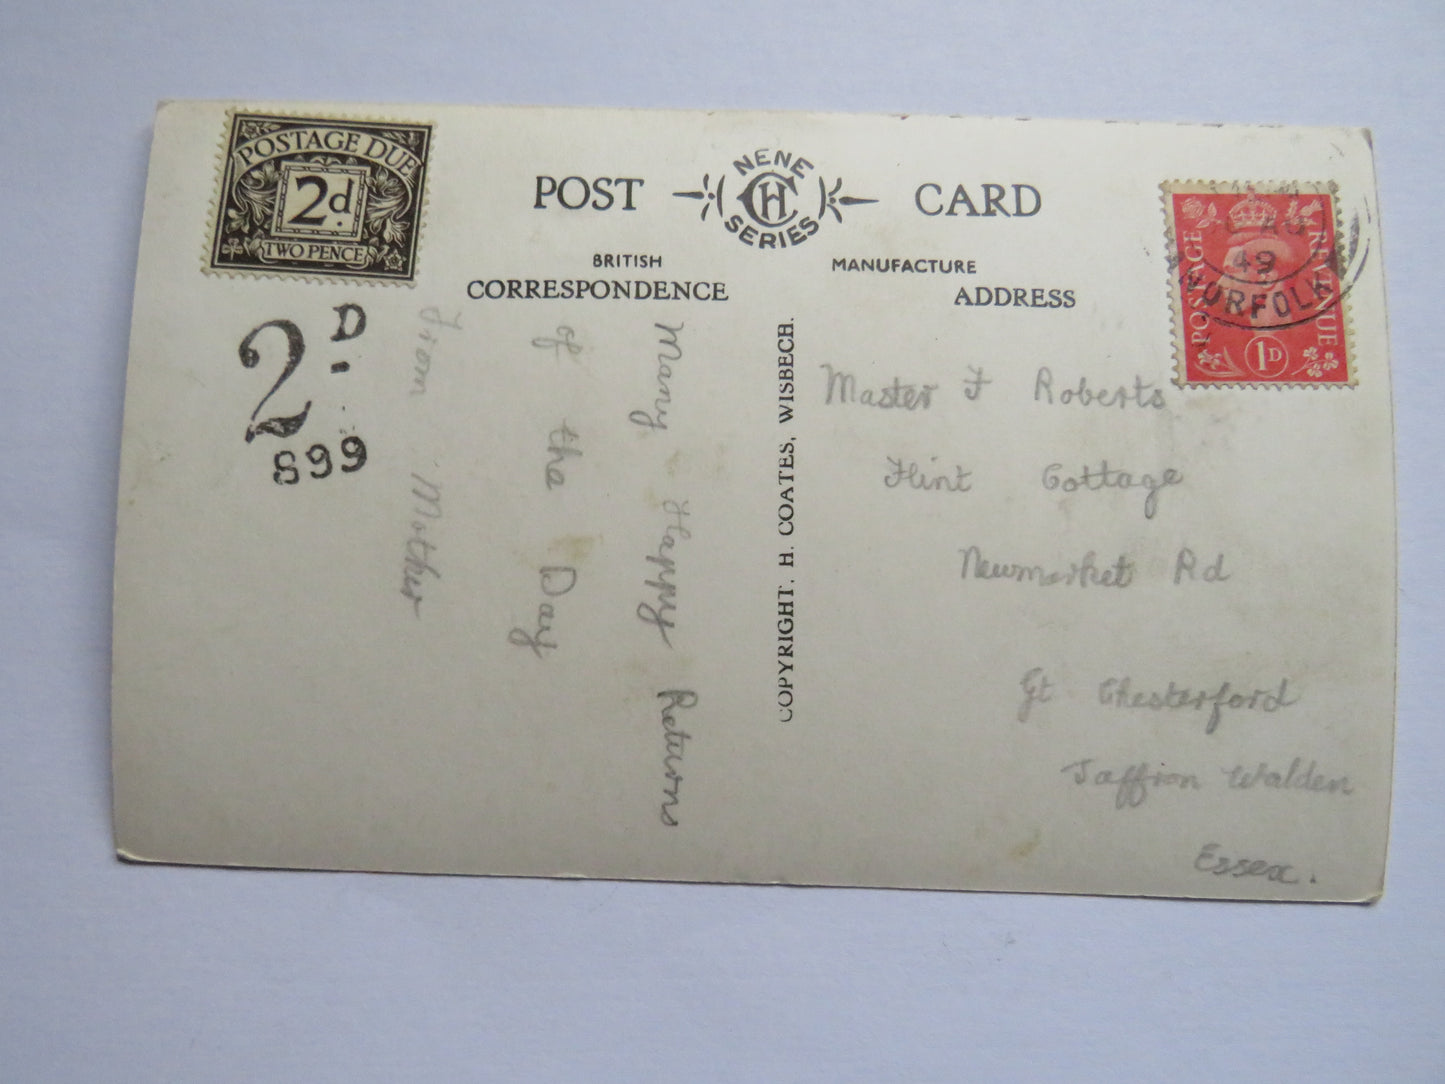 POSTAGE DUE
2d.
TWO PENCE
2D.
S99
POST CARD
NENE
CH
SERIES
BRITISH MANUFACTURE
CORRESPONDENCE
ADDRESS
Many Happy Returns
of the Day
From Mother
COPYRIGHT. H. COATES, WISBECH.
Master F Roberts
Flint Cottage
Newmarket Rd
Gt Chesterford
Saffron Walden
Essex.
POSTAGE REVENUE
1D
AU
49
NORFOLK